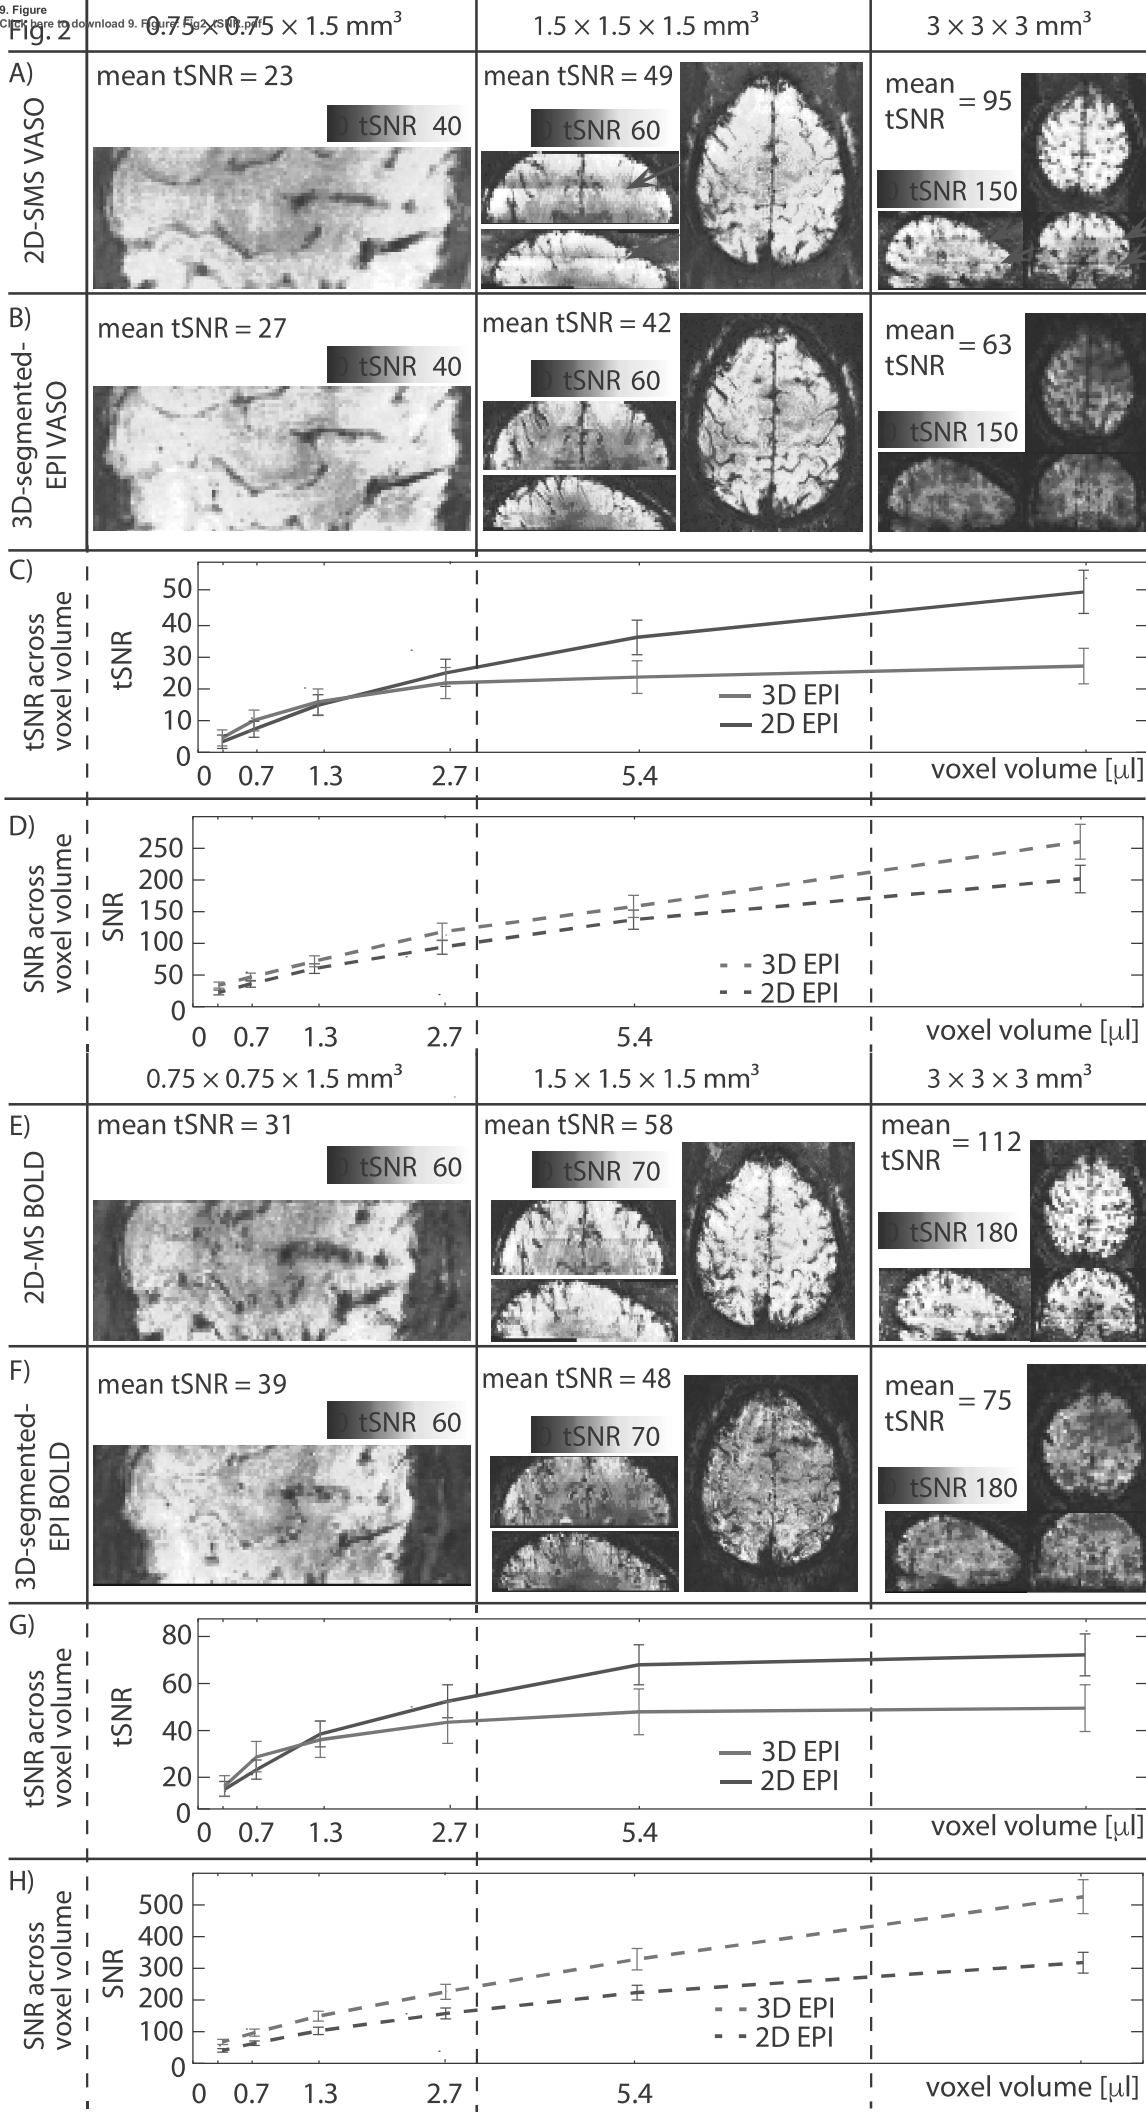 9. Figure
Click here to download 9. Figure: Fig2_tSNR.pdf
Fig. 2
0.75 × 0.75 × 1.5 mm³
1.5 × 1.5 × 1.5 mm³
3 × 3 × 3 mm³
A)
2D-SMS VASO
mean tSNR = 23
0 tSNR 40
mean tSNR = 49
0 tSNR 60
mean
tSNR = 95
0 tSNR 150
B)
3D-segmented-
EPI VASO
mean tSNR = 27
0 tSNR 40
mean tSNR = 42
0 tSNR 60
mean
tSNR = 63
0 tSNR 150
C)
tSNR across
voxel volume
tSNR
50
40
30
20
10
0
3D EPI
2D EPI
0 0.7 1.3 2.7 5.4 voxel volume [µl]
D)
SNR across
voxel volume
SNR
250
200
150
100
50
0
3D EPI
2D EPI
0 0.7 1.3 2.7 5.4 voxel volume [µl]
0.75 × 0.75 × 1.5 mm³
1.5 × 1.5 × 1.5 mm³
3 × 3 × 3 mm³
E)
2D-MS BOLD
mean tSNR = 31
0 tSNR 60
mean tSNR = 58
0 tSNR 70
mean
tSNR = 112
0 tSNR 180
F)
3D-segmented-
EPI BOLD
mean tSNR = 39
0 tSNR 60
mean tSNR = 48
0 tSNR 70
mean
tSNR = 75
0 tSNR 180
G)
tSNR across
voxel volume
tSNR
80
60
40
20
0
3D EPI
2D EPI
0 0.7 1.3 2.7 5.4 voxel volume [µl]
H)
SNR across
voxel volume
SNR
500
400
300
200
100
0
3D EPI
2D EPI
0 0.7 1.3 2.7 5.4 voxel volume [µl]